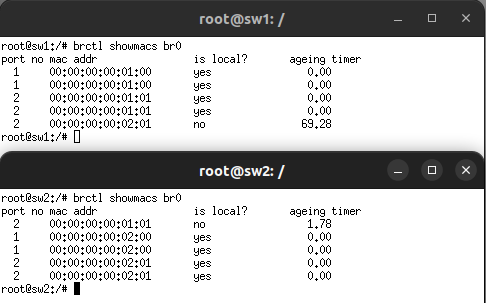 root@sw1: /
root@sw1:/# brctl showmacs br0
port no mac addr is local? ageing timer
1 00:00:00:00:01:00 yes 0.00
1 00:00:00:00:01:00 yes 0.00
2 00:00:00:00:01:01 yes 0.00
2 00:00:00:00:01:01 yes 0.00
2 00:00:00:00:02:01 no 69.28
root@sw1:/#
root@sw2: /
root@sw2:/# brctl showmacs br0
port no mac addr is local? ageing timer
2 00:00:00:00:01:01 no 1.78
1 00:00:00:00:02:00 yes 0.00
1 00:00:00:00:02:00 yes 0.00
2 00:00:00:00:02:01 yes 0.00
2 00:00:00:00:02:01 yes 0.00
root@sw2:/#